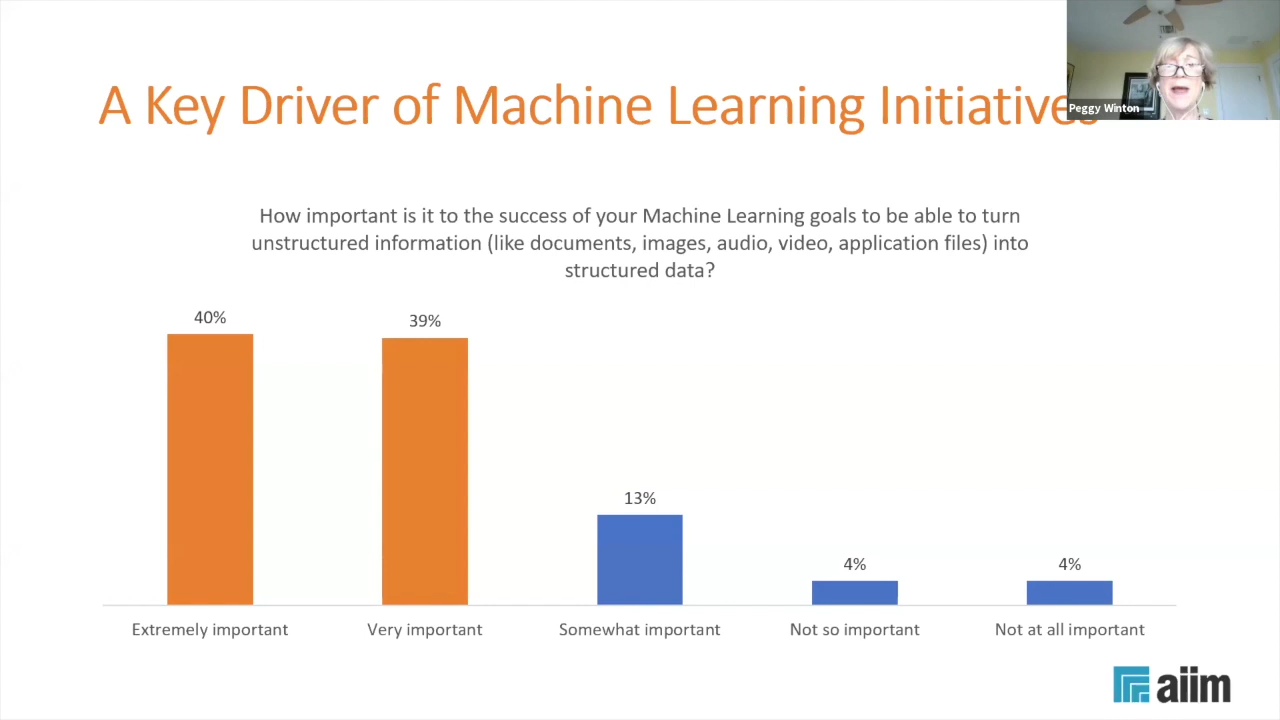 A Key Driver of Machine Learning Initiatives
Peggy Winton
How important is it to the success of your Machine Learning goals to be able to turn
unstructured information (like documents, images, audio, video, application files) into
structured data?
40%
39%
13%
4%
4%
Extremely important
Very important
Somewhat important
Not so important
Not at all important
aiim